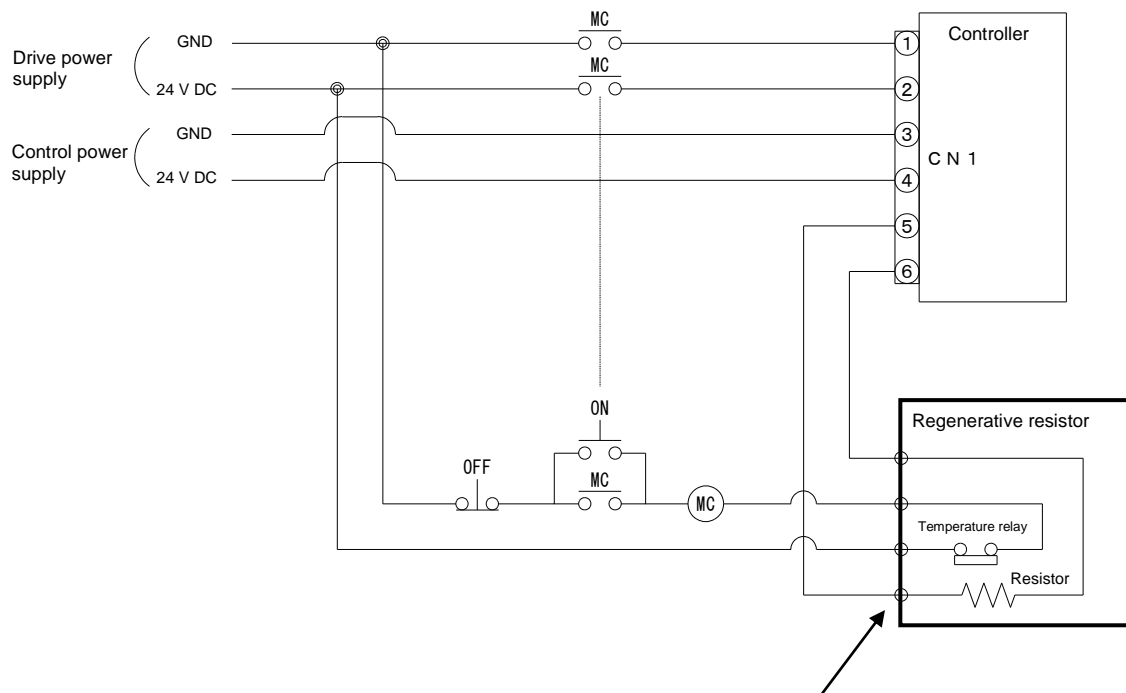 MC
GND
Controller
Drive power
supply
①
MC
24 V DC
②
GND
③
Control power
supply
CN1
24 V DC
④
⑤
⑥
ON
Regenerative resistor
OFF
MC
MC
Temperature relay
Resistor